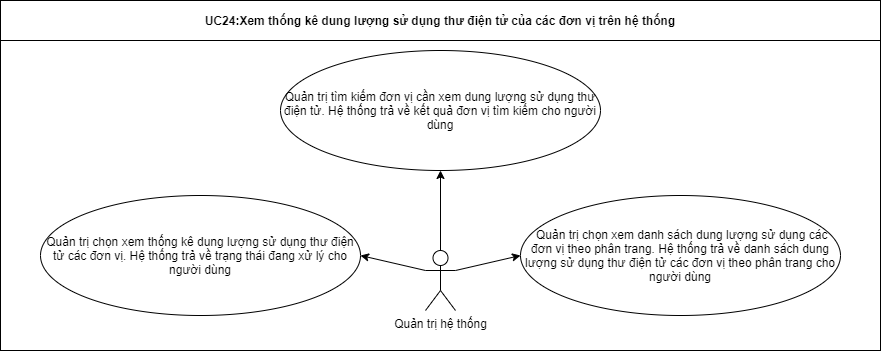 UC24:Xem thống kê dung lượng sử dụng thư điện tử của các đơn vị trên hệ thống
Quản trị tìm kiếm đơn vị cần xem dung lượng sử dụng thư
điện tử. Hệ thống trả về kết quả đơn vị tìm kiếm cho người
dùng
Quản trị chọn xem thống kê dung lượng sử dụng thư điện
tử các đơn vị. Hệ thống trả về trạng thái đang xử lý cho
người dùng
Quản trị chọn xem danh sách dung lượng sử dụng các
đơn vị theo phân trang. Hệ thống trả về danh sách dung
lượng sử dụng thư điện tử các đơn vị theo phân trang cho
người dùng
Quản trị hệ thống